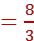 = 8/3